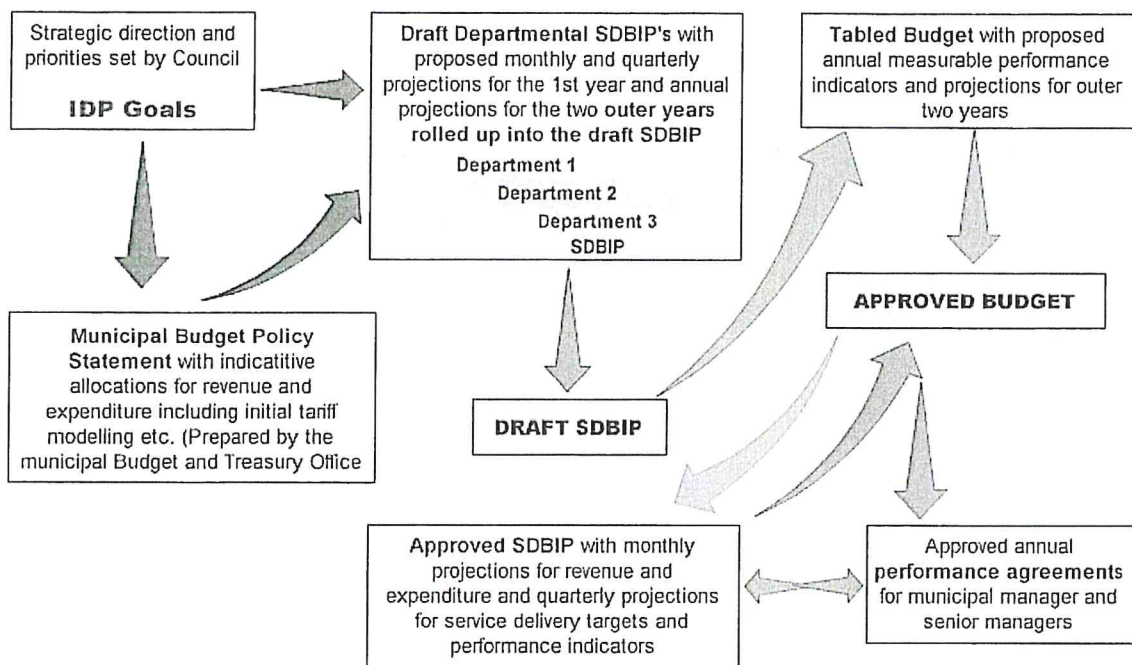 Strategic direction and
priorities set by Council
IDP Goals
Draft Departmental SDBIP's with
proposed monthly and quarterly
projections for the 1st year and annual
projections for the two outer years
rolled up into the draft SDBIP
Department 1
Department 2
Department 3
SDBIP
Tabled Budget with proposed
annual measurable performance
indicators and projections for outer
two years
Municipal Budget Policy
Statement with indicatitive
allocations for revenue and
expenditure including initial tariff
modelling etc. (Prepared by the
municipal Budget and Treasury Office
DRAFT SDBIP
APPROVED BUDGET
Approved SDBIP with monthly
projections for revenue and
expenditure and quarterly projections
for service delivery targets and
performance indicators
Approved annual
performance agreements
for municipal manager and
senior managers